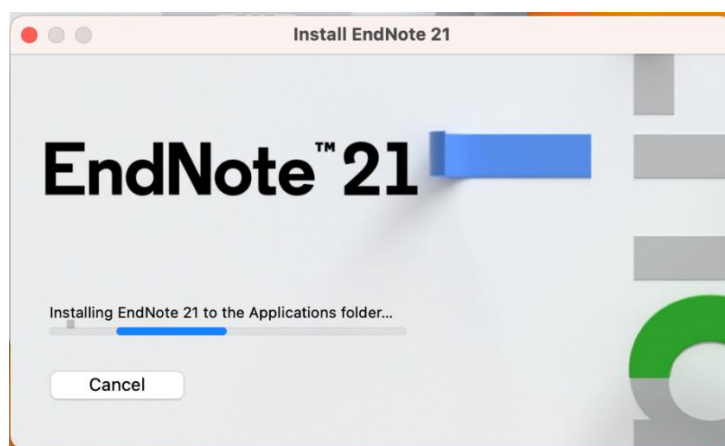 Install EndNote 21
EndNote™ 21
Installing EndNote 21 to the Applications folder...
Cancel